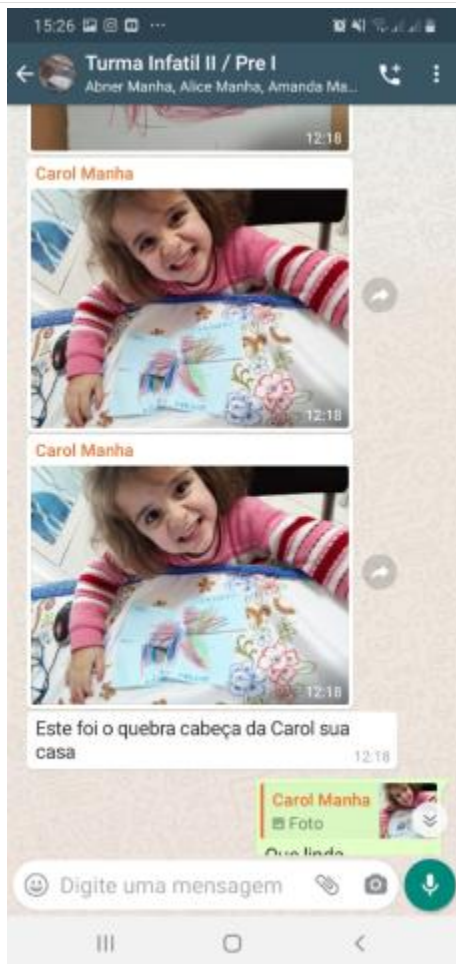 15:26
Turma Infatil II / Pre I
Abner Manha, Alice Manha, Amanda Ma...
12:18
Carol Manha
12:18
Carol Manha
12:18
Este foi o quebra cabeça da Carol sua
casa
12:18
Carol Manha
Foto
Que linda
Digite uma mensagem